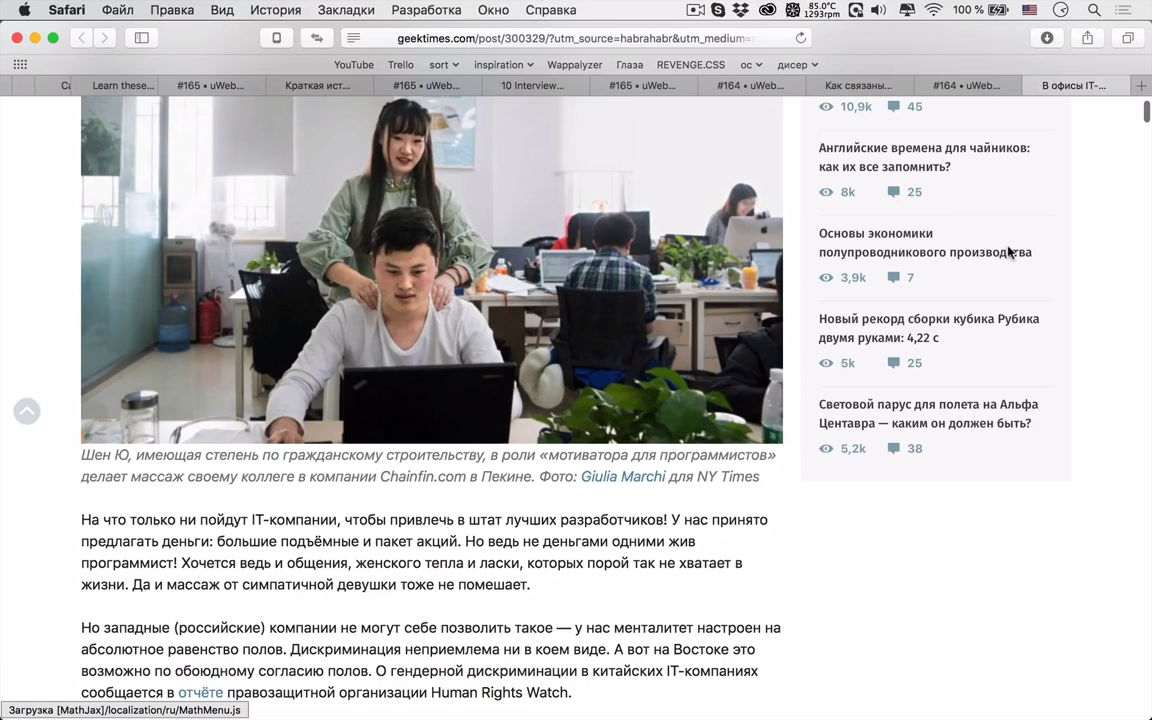 Safari Файл Правка Вид История Закладки Разработка Окно Справка 85.0°C 1293rpm 100 %
geektimes.com/post/300329/?utm_source=habrahabr&utm_medium=
YouTube Trello sort inspiration Wappalyzer Глаза REVENGE.CSS ос дисер
Ca Learn these... #165 • uWeb... Краткая ист... #165 • uWeb... 10 Interview... #165 • uWeb... #164 • uWeb... Как связаны... #164 • uWeb... В офисы IT-...
10,9k 45
Английские времена для чайников:
как их все запомнить?
8k 25
Основы экономики
полупроводникового производства
3,9k 7
Новый рекорд сборки кубика Рубика
двумя руками: 4,22 с
5k 25
Световой парус для полета на Альфа
Центавра — каким он должен быть?
5,2k 38
Шен Ю, имеющая степень по гражданскому строительству, в роли «мотиватора для программистов»
делает массаж своему коллеге в компании Chainfin.com в Пекине. Фото: Giulia Marchi для NY Times
На что только ни пойдут IT-компании, чтобы привлечь в штат лучших разработчиков! У нас принято
предлагать деньги: большие подъёмные и пакет акций. Но ведь не деньгами одними жив
программист! Хочется ведь и общения, женского тепла и ласки, которых порой так не хватает в
жизни. Да и массаж от симпатичной девушки тоже не помешает.
Но западные (российские) компании не могут себе позволить такое — у нас менталитет настроен на
абсолютное равенство полов. Дискриминация неприемлема ни в коем виде. А вот на Востоке это
возможно по обоюдному согласию полов. О гендерной дискриминации в китайских IT-компаниях
сообщается в отчёте правозащитной организации Human Rights Watch.
Загрузка [MathJax]/localization/ru/MathMenu.js